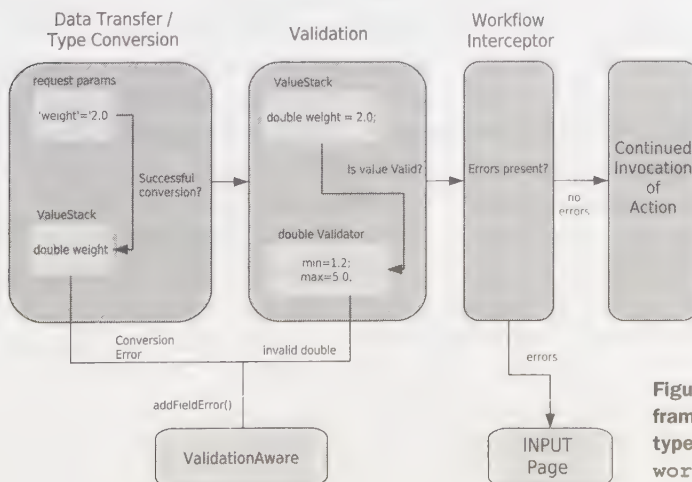 Data Transfer /
Type Conversion
Validation
Workflow
Interceptor
request params
'weight'='2.0
Successful
conversion?
ValueStack
double weight
ValueStack
double weight = 2.0;
Is value Valid?
double Validator
min=1.2;
max=5.0.
Errors present?
no
errors
Continued
Invocation
of
Action
Conversion
Error
invalid double
errors
addFieldError()
ValidationAware
INPUT
Page
Figu
fram
type
wor